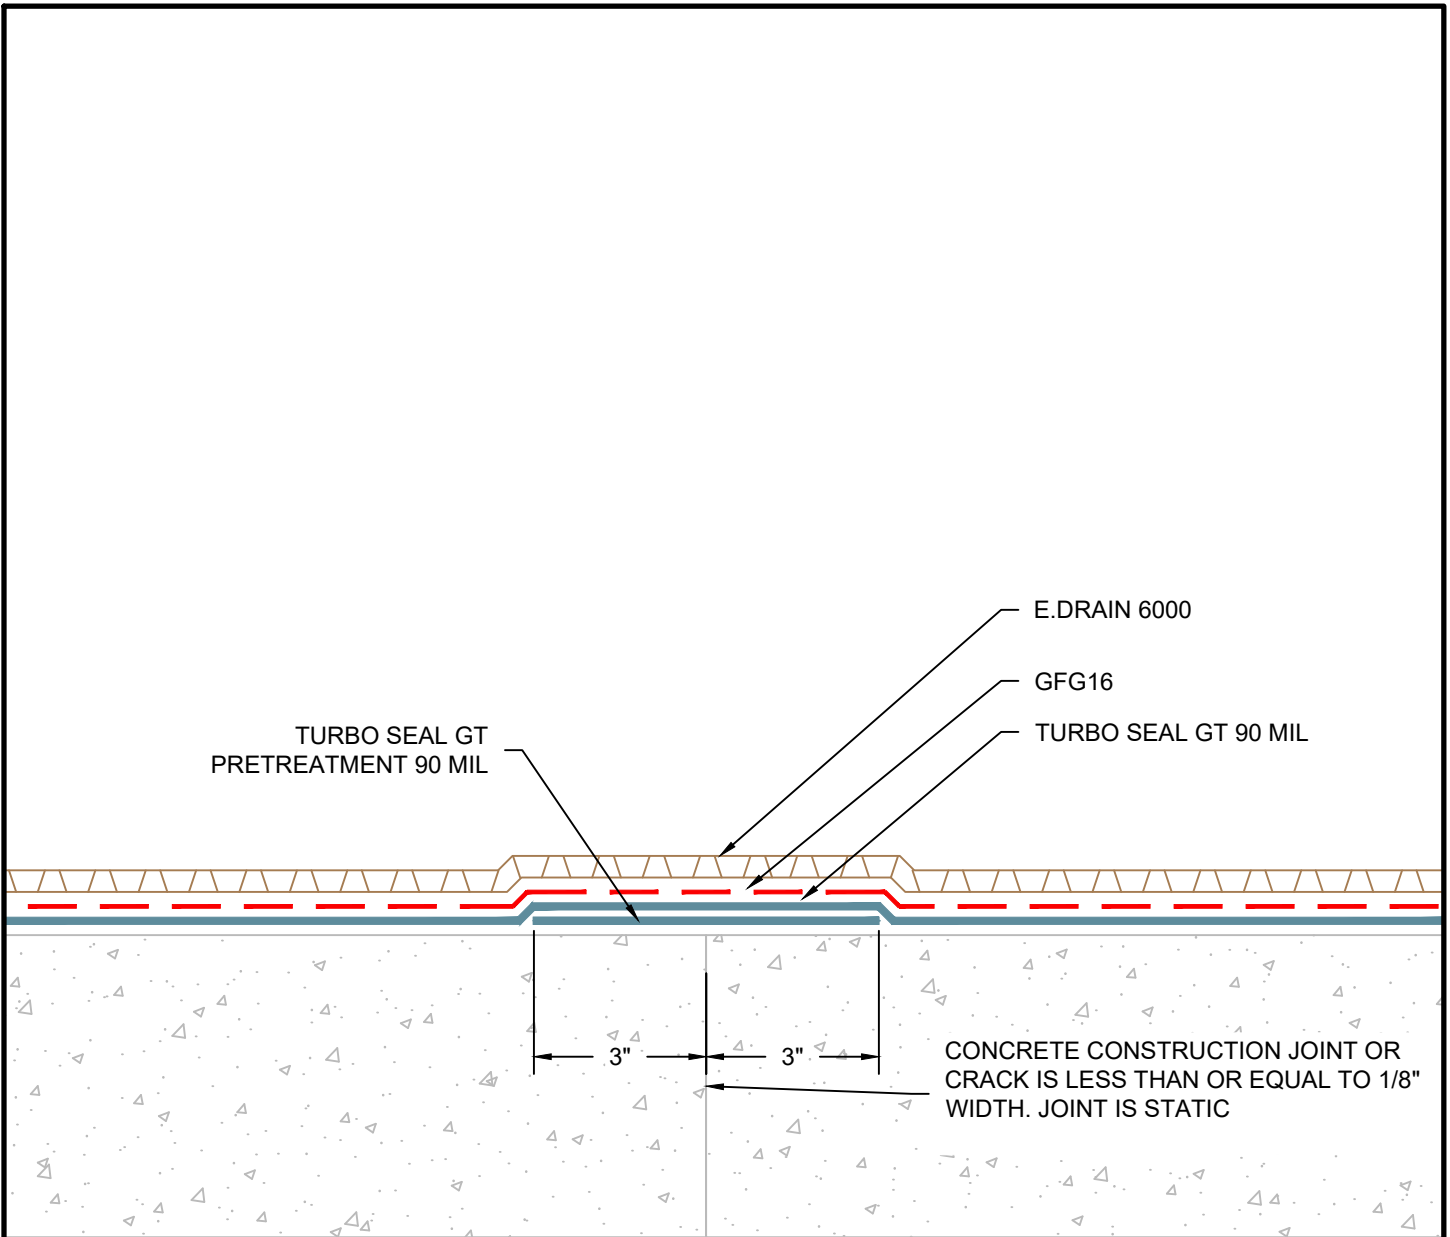 E.DRAIN 6000
GFG16
TURBO SEAL GT 90 MIL
TURBO SEAL GT
PRETREATMENT 90 MIL
3"
3"
CONCRETE CONSTRUCTION JOINT OR
CRACK IS LESS THAN OR EQUAL TO 1/8"
WIDTH. JOINT IS STATIC